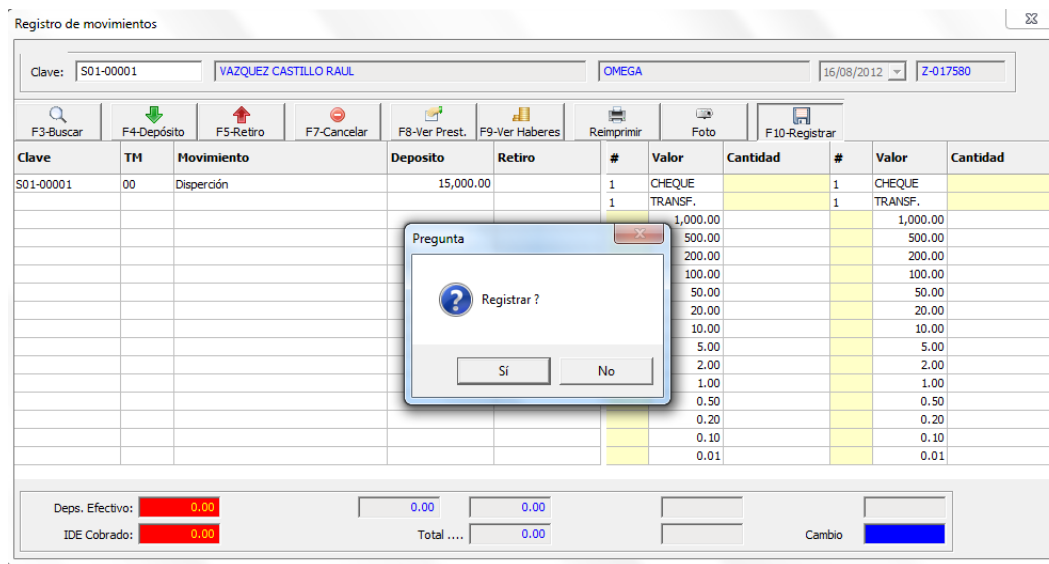 Registro de movimientos
Clave: S01-00001 VAZQUEZ CASTILLO RAUL OMEGA 16/08/2012 Z-017580
F3-Buscar F4-Depósito F5-Retiro F7-Cancelar F8-Ver Prest. F9-Ver Haberes Reimprimir Foto F10-Registrar
Clave TM Movimiento Deposito Retiro # Valor Cantidad # Valor Cantidad
S01-00001 00 Disperción 15,000.00 1 CHEQUE 1 CHEQUE
1 TRANSF. 1 TRANSF.
1,000.00 1,000.00
Pregunta 500.00 500.00
200.00 200.00
100.00 100.00
Registrar ? 50.00 50.00
20.00 20.00
10.00 10.00
5.00 5.00
Sí No 2.00 2.00
1.00 1.00
0.50 0.50
0.20 0.20
0.10 0.10
0.01 0.01
Deps. Efectivo: 0.00 0.00 0.00
IDE Cobrado: 0.00 Total .... 0.00 Cambio